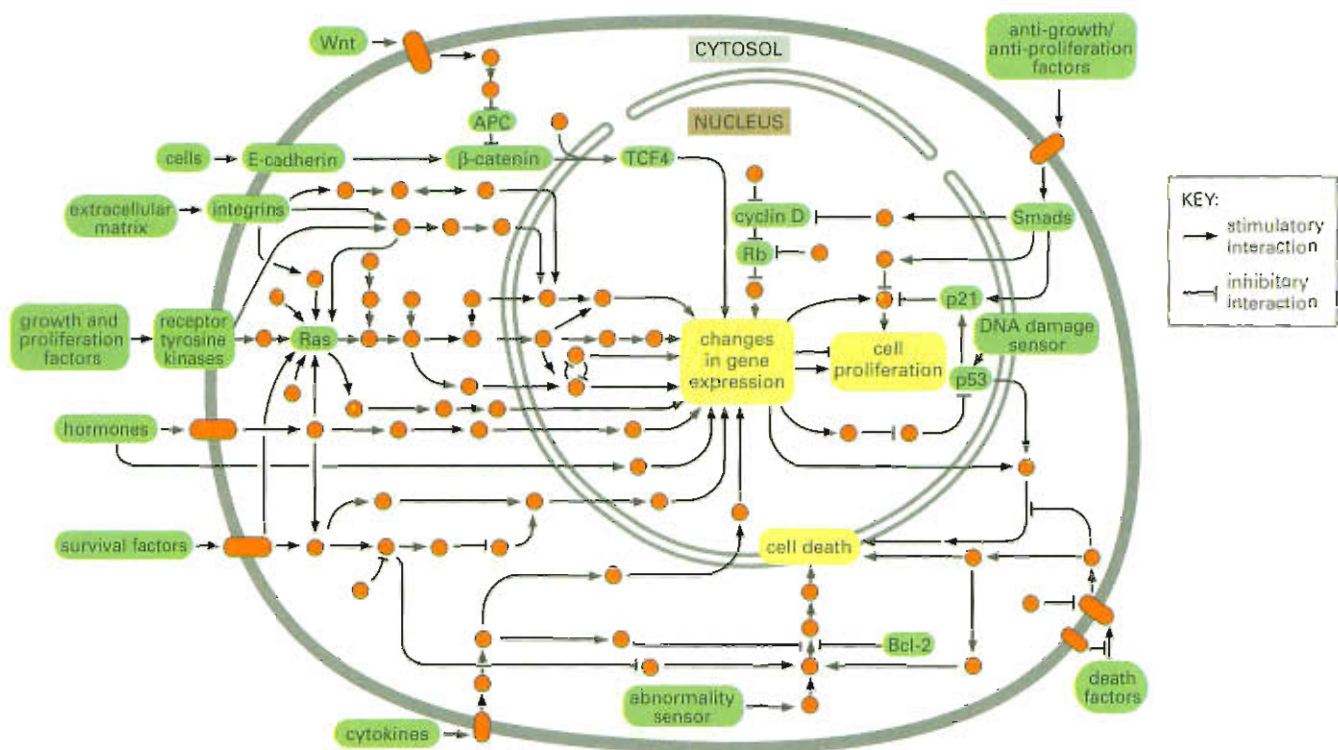 Wnt
CYTOSOL
anti-growth/
anti-proliferation
factors
APC
NUCLEUS
cells
E-cadherin
β-catenin
TCF4
extracellular
matrix
integrins
cyclin D
Smads
KEY:
stimulatory
interaction
inhibitory
interaction
Rb
growth and
proliferation
factors
receptor
tyrosine
kinases
Ras
changes
in gene
expression
cell
proliferation
p21
DNA damage
sensor
p53
hormones
survival factors
cell death
Bcl-2
abnormality
sensor
death
factors
cytokines